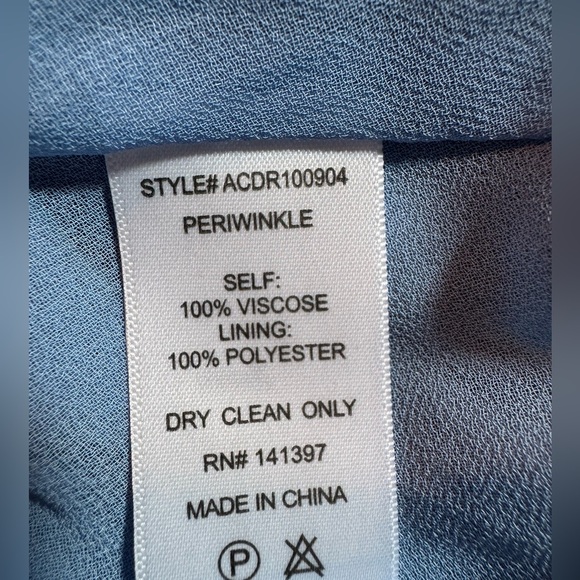 STYLE# ACDR100904
PERIWINKLE
SELF:
100% VISCOSE
LINING:
100% POLYESTER
DRY CLEAN ONLY
RN# 141397
MADE IN CHINA
P